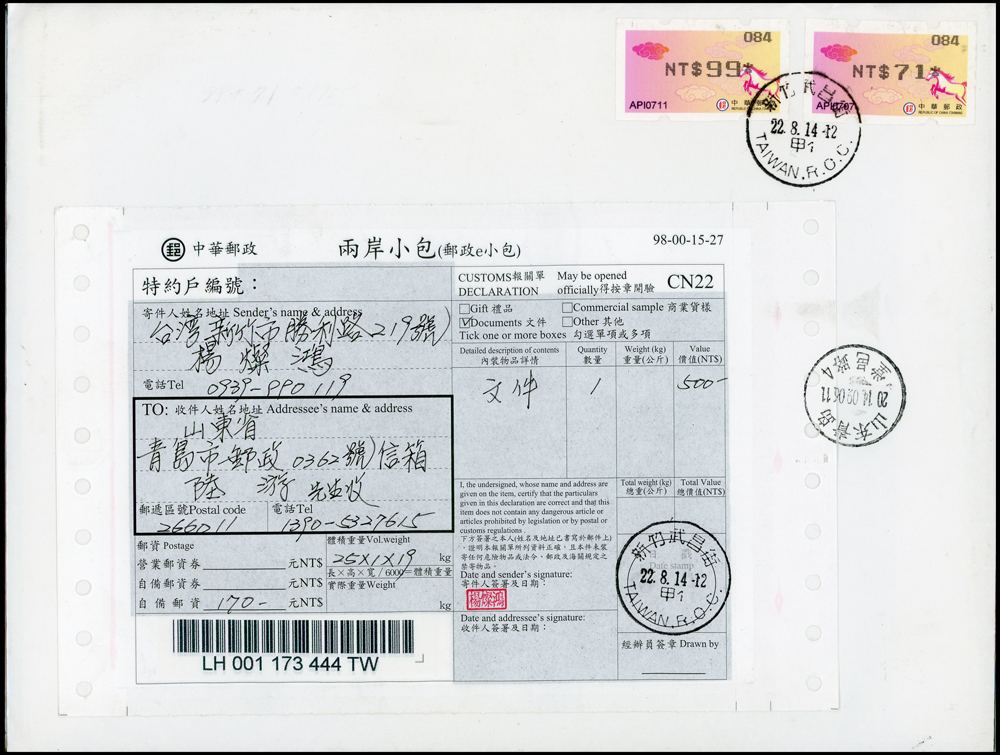 084
NT$99*
API0711
中華郵政
REPUBLIC OF CHINA (TAIWAN)
084
NT$71*
中華郵政
REPUBLIC OF CHINA (TAIWAN)
新竹武昌街
22.8.14-12
甲1
TAIWAN.R.O.C.
郵 中華郵政
兩岸小包(郵政e小包)
98-00-15-27
特約戶編號：
寄件人姓名地址 Sender's name & address
台灣新竹市勝利路219號)
楊燦鴻
電話Tel 0939-990119
TO: 收件人姓名地址 Addressee's name & address
山東省
青島市郵政0362號)信箱
陸游 先生收
郵遞區號Postal code
電話Tel
266011
1390-5327615
郵資 Postage
營業郵資券 元NT$
自備郵資券 元NT$
自備郵資 170- 元NT$
體積重量Vol.weight
25X1X19 kg
長×高×寬/6000=體積重量
實際重量Weight
kg
LH 001 173 444 TW
CUSTOMS報關單
DECLARATION
May be opened
officially得按章開驗
CN22
Gift 禮品
Commercial sample 商業貨樣
Documents 文件
Other 其他
Tick one or more boxes 勾選單項或多項
Detailed description of contents
內裝物品詳情
Quantity
數量
Weight (kg)
重量(公斤)
Value
價值(NT$)
文件
1
500-
I, the undersigned, whose name and address are
given on the item, certify that the particulars
given in this declaration are correct and that this
item does not contain any dangerous article or
articles prohibited by legislation or by postal or
customs regulations .
下方簽署之本人(姓名及地址已書寫於郵件上)
，證明本報關單所列資料正確，且本件未裝
寄任何危險物品或法令、郵政及海關規定之
禁寄物品。
Date and sender's signature:
寄件人簽署及日期：
楊燦鴻
Date and addressee's signature:
收件人簽署及日期：
Total weight (kg)
總重(公斤)
Total Value
總價值(NT$)
新竹武昌街
Date stamp
22.8.14-12
甲1
TAIWAN.R.O.C.
經辦員簽章 Drawn by
山东青岛